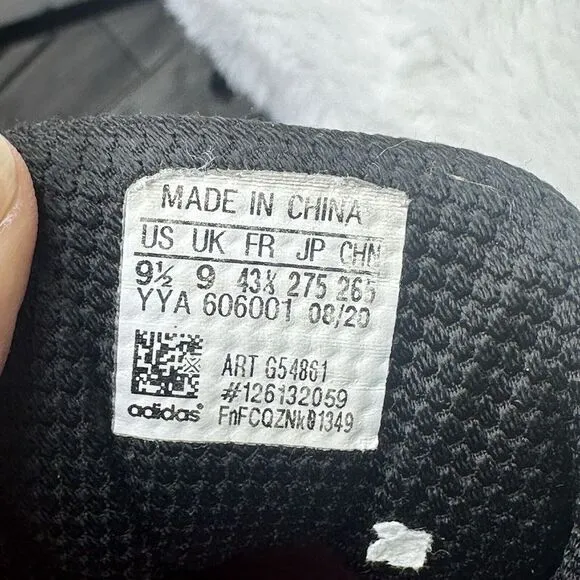 MADE IN CHINA
US UK FR JP CHN
9½ 9 43⅓ 275 265
YYA 606001 08/20
ART G54861
#126132059
adidas® FnFCQZNk01349